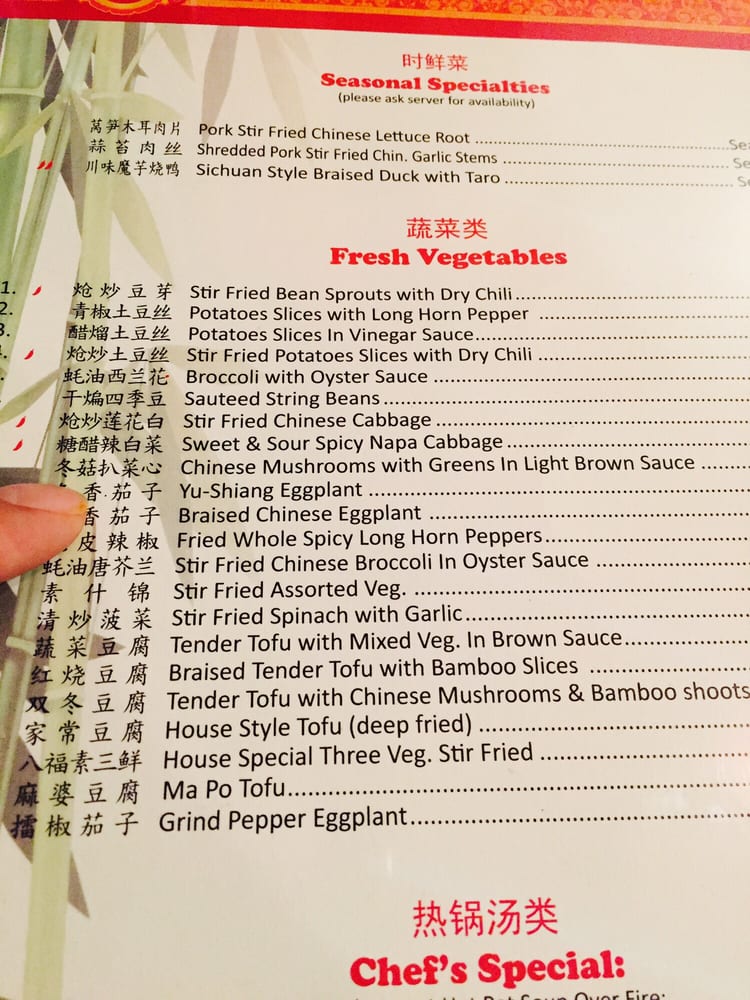 时鲜菜
Seasonal Specialties
(please ask server for availability)
莴笋木耳肉片 Pork Stir Fried Chinese Lettuce Root
蒜苔肉丝 Shredded Pork Stir Fried Chin. Garlic Stems
川味魔芋烧鸭 Sichuan Style Braised Duck with Taro
蔬菜类
Fresh Vegetables
1. 炝炒豆芽 Stir Fried Bean Sprouts with Dry Chili
2. 青椒土豆丝 Potatoes Slices with Long Horn Pepper
3. 醋熘土豆丝 Potatoes Slices In Vinegar Sauce
炝炒土豆丝 Stir Fried Potatoes Slices with Dry Chili
蚝油西兰花 Broccoli with Oyster Sauce
干煸四季豆 Sauteed String Beans
炝炒莲花白 Stir Fried Chinese Cabbage
糖醋辣白菜 Sweet & Sour Spicy Napa Cabbage
冬菇扒菜心 Chinese Mushrooms with Greens In Light Brown Sauce
香茄子 Yu-Shiang Eggplant
香茄子 Braised Chinese Eggplant
皮辣椒 Fried Whole Spicy Long Horn Peppers
蚝油唐芥兰 Stir Fried Chinese Broccoli In Oyster Sauce
素什锦 Stir Fried Assorted Veg.
清炒菠菜 Stir Fried Spinach with Garlic
蔬菜豆腐 Tender Tofu with Mixed Veg. In Brown Sauce
红烧豆腐 Braised Tender Tofu with Bamboo Slices
双冬豆腐 Tender Tofu with Chinese Mushrooms & Bamboo shoots
家常豆腐 House Style Tofu (deep fried)
八福素三鲜 House Special Three Veg. Stir Fried
麻婆豆腐 Ma Po Tofu
擂椒茄子 Grind Pepper Eggplant
热锅汤类
Chef's Special:
Hot Pot Soup Over Fire: